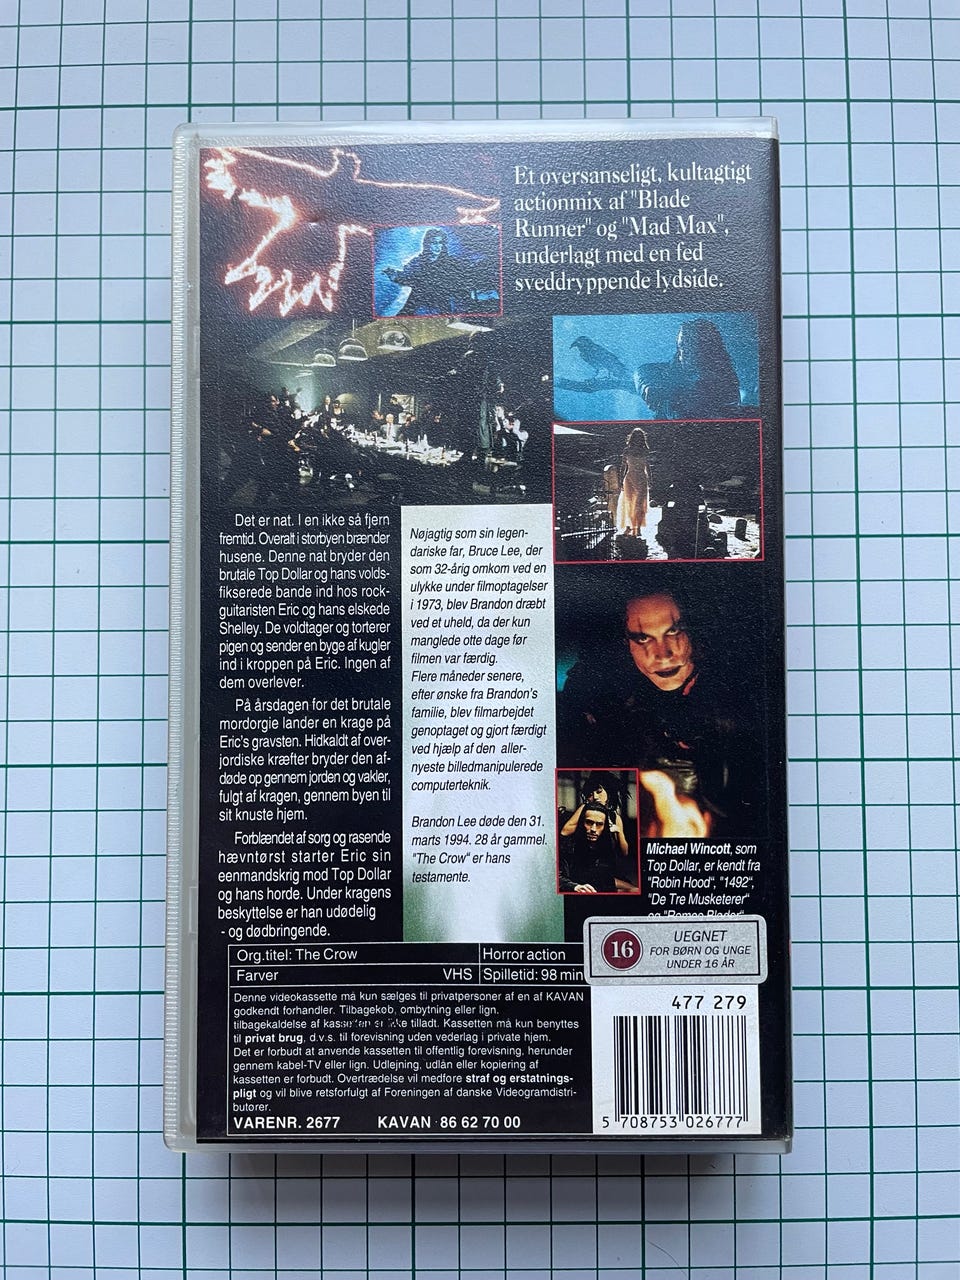 Et oversanseligt, kultagtigt
actionmix af "Blade
Runner" og "Mad Max",
underlagt med en fed
sveddryppende lydside.
Det er nat. I en ikke så fjern
fremtid. Overalt i storbyen brænder
husene. Denne nat bryder den
brutale Top Dollar og hans volds-
fikserede bande ind hos rock-
guitaristen Eric og hans elskede
Shelley. De voldtager og torterer
pigen og sender en byge af kugler
ind i kroppen på Eric. Ingen af
dem overlever.
På årsdagen for det brutale
mordorgie lander en krage på
Eric's gravsten. Hidkaldt af over-
jordiske kræfter bryder den af-
døde op gennem jorden og vakler,
fulgt af kragen, gennem byen til
sit knuste hjem.
Forblændet af sorg og rasende
hævntørst starter Eric sin
eenmandskrig mod Top Dollar
og hans horde. Under kragens
beskyttelse er han udødelig
- og dødbringende.
Nøjagtig som sin legen-
dariske far, Bruce Lee, der
som 32-årig omkom ved en
ulykke under filmoptagelser
i 1973, blev Brandon dræbt
ved et uheld, da der kun
manglede otte dage før
filmen var færdig.
Flere måneder senere,
efter ønske fra Brandon's
familie, blev filmarbejdet
genoptaget og gjort færdigt
ved hjælp af den aller-
nyeste billedmanipulerede
computerteknik.
Brandon Lee døde den 31.
marts 1994. 28 år gammel.
"The Crow" er hans
testamente.
Michael Wincott, som
Top Dollar, er kendt fra
"Robin Hood", "1492",
"De Tre Musketerer"
og "Romeo Bleder"
16
UEGNET
FOR BØRN OG UNGE
UNDER 16 ÅR
Org.titel: The Crow
Horror action
Farver VHS
Spilletid: 98 min
Denne videokassette må kun sælges til privatpersoner af en af KAVAN
godkendt forhandler. Tilbagekøb, ombytning eller lign.
tilbagekaldelse af kassetten er ikke tilladt. Kassetten må kun benyttes
til privat brug, d.v.s. til forevisning uden vederlag i private hjem.
Det er forbudt at anvende kassetten til offentlig forevisning, herunder
gennem kabel-TV eller lign. Udlejning, udlån eller kopiering af
kassetten er forbudt. Overtrædelse vil medføre straf og erstatnings-
pligt og vil blive retsforfulgt af Foreningen af danske Videogramdistri-
butorer.
VARENR. 2677 KAVAN · 86 62 70 00
477 279
5 708753 026777